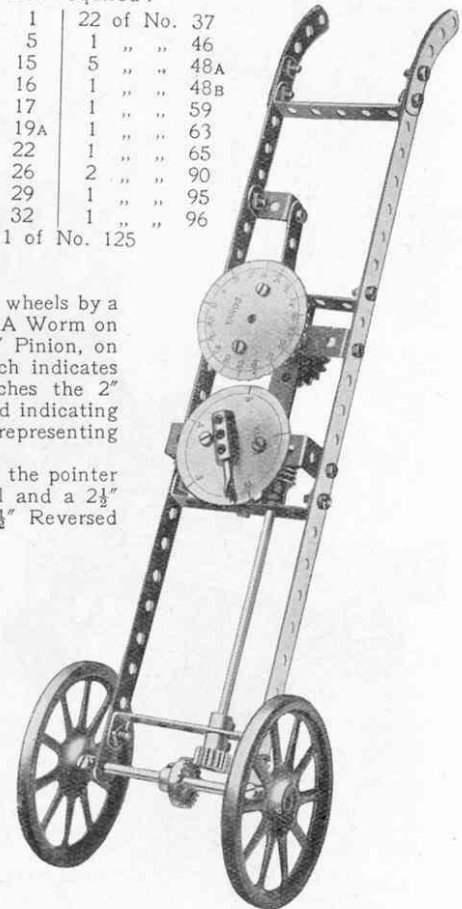 1 22 of No. 37
5 1 „ „ 46
15 5 „ „ 48A
16 1 „ „ 48B
17 1 „ „ 59
19A 1 „ „ 63
22 1 „ „ 65
26 2 „ „ 90
29 1 „ „ 95
32 1 „ „ 96
1 of No. 125
wheels by a
A Worm on
″ Pinion, on
ch indicates
ches the 2″
d indicating
representing
the pointer
l and a 2½″
½″ Reversed